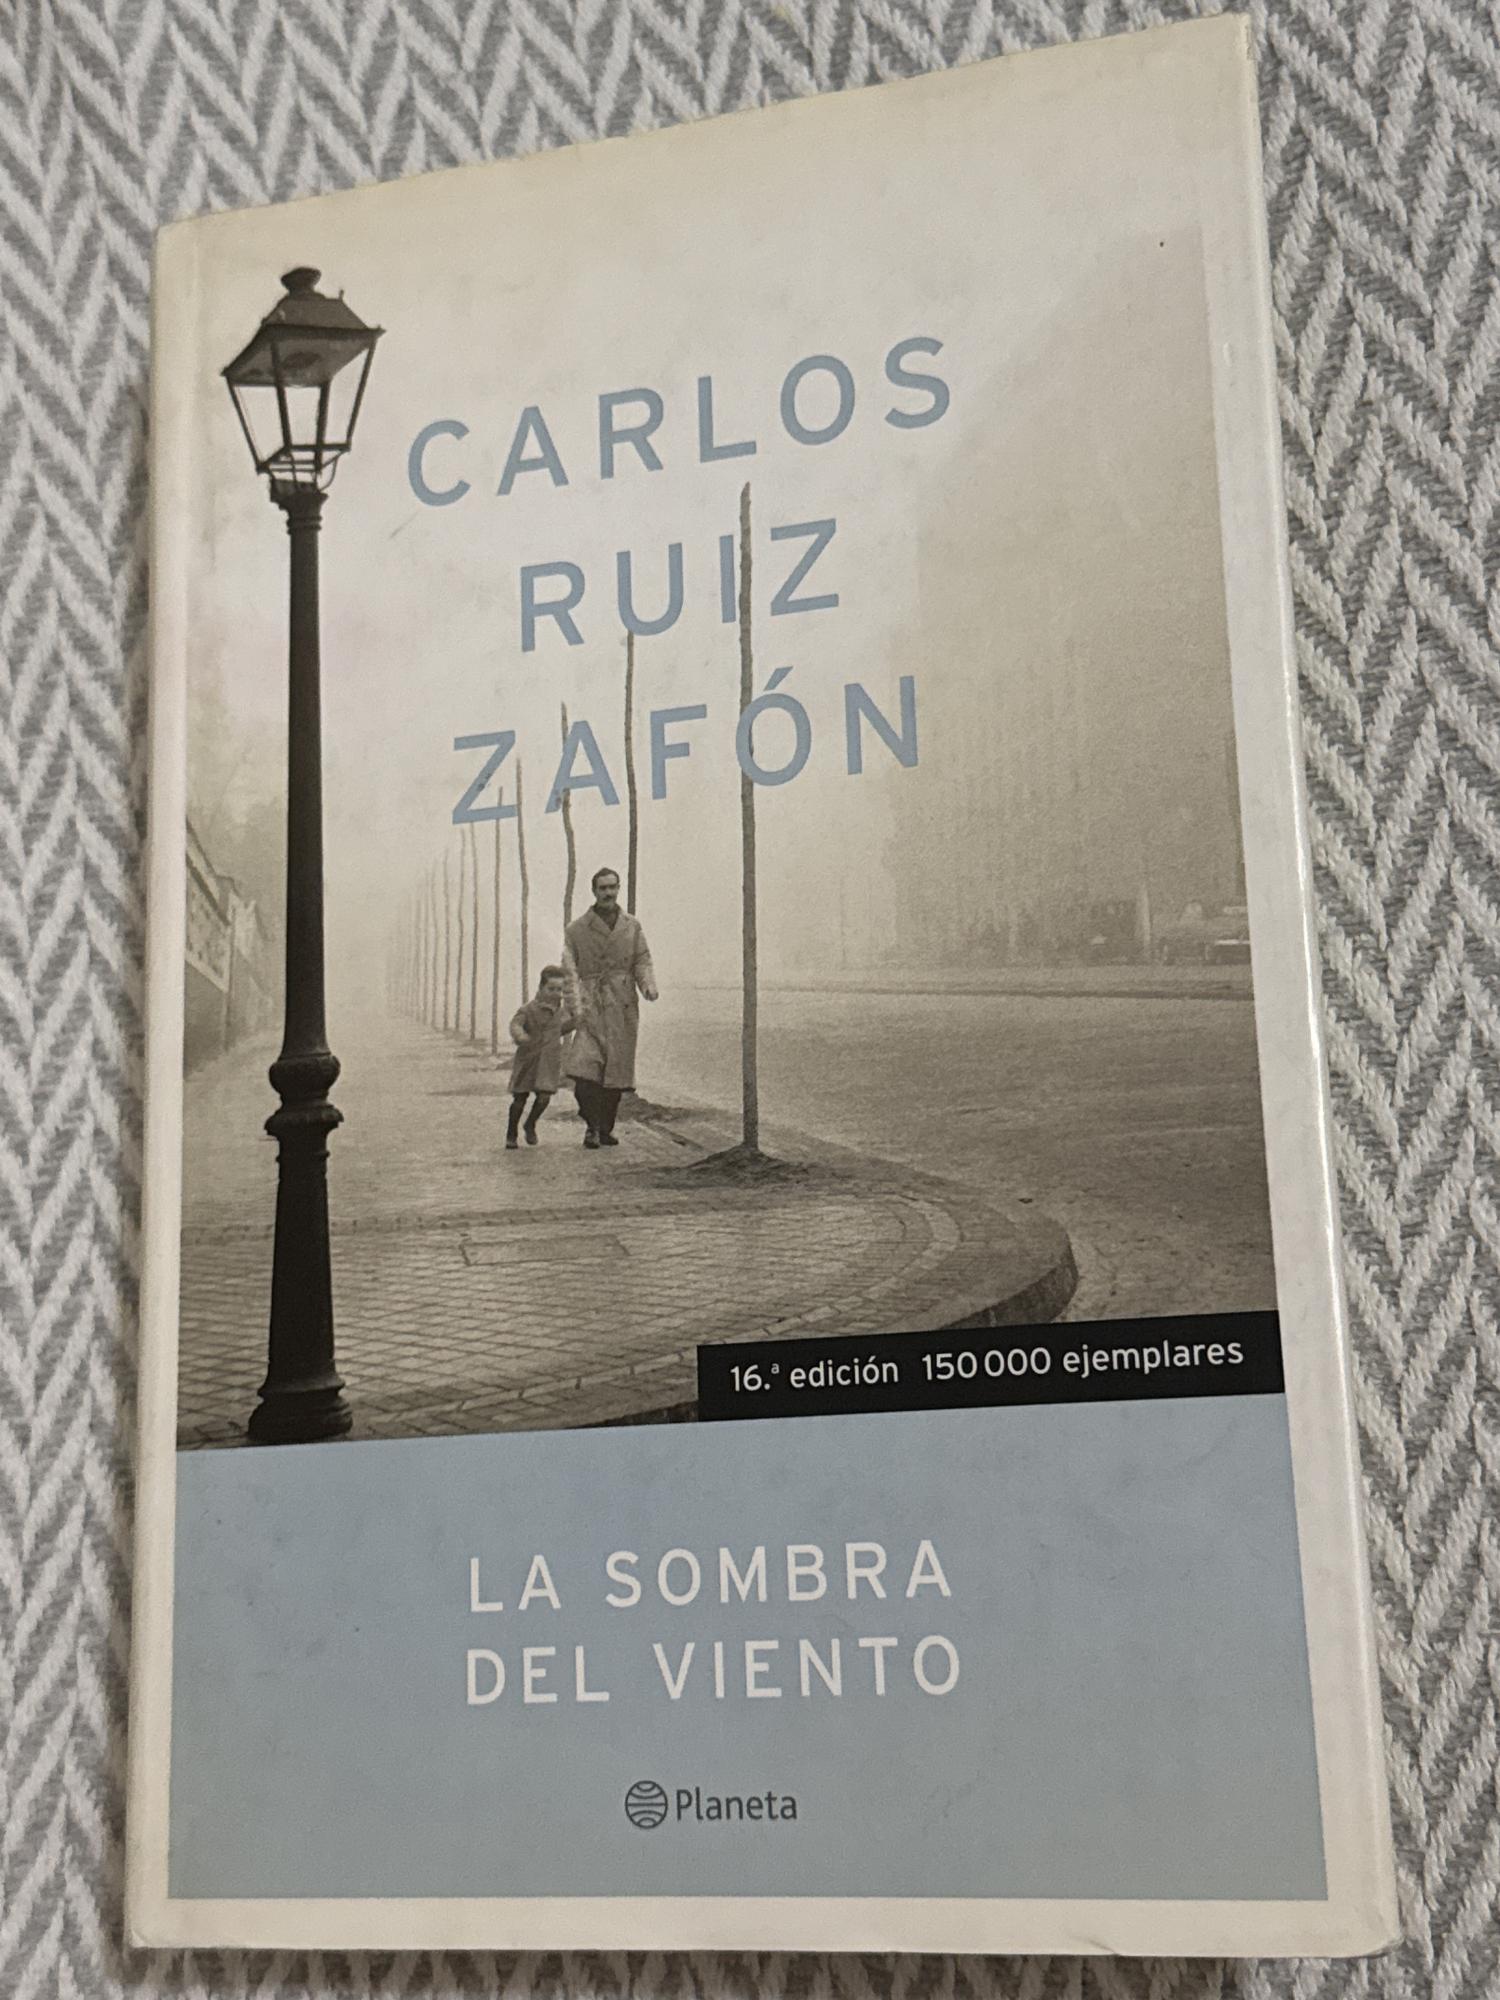 CARLOS
RUIZ
ZAFÓN
16.ª edición 150 000 ejemplares
LA SOMBRA
DEL VIENTO
Planeta